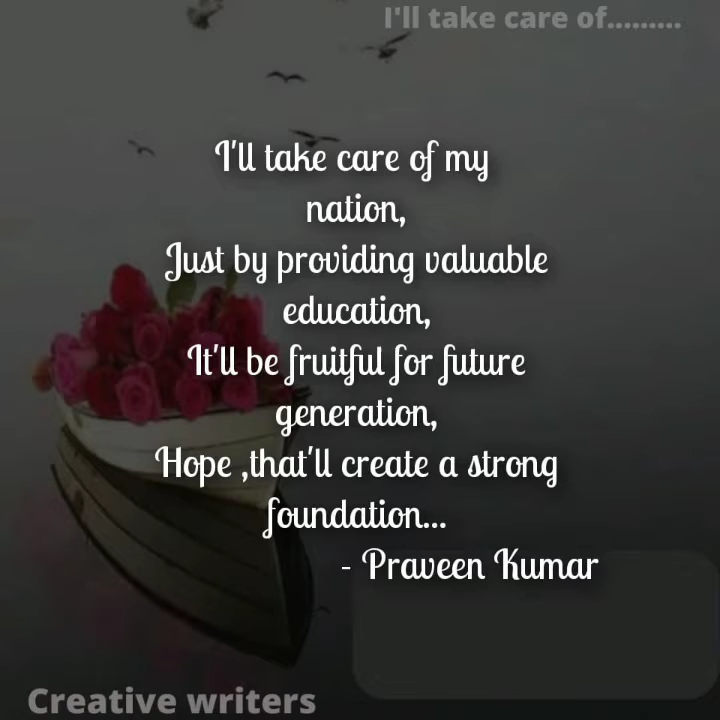 I'll take care of.........
I'll take care of my
nation,
Just by providing valuable
education,
It'll be fruitful for future
generation,
Hope ,that'll create a strong
foundation...
- Praveen Kumar
Creative writers